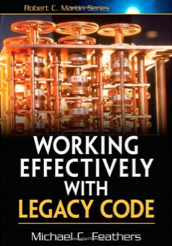 Robert C. Martin Series
WORKING
EFFECTIVELY
WITH
LEGACY CODE
Michael C. Feathers